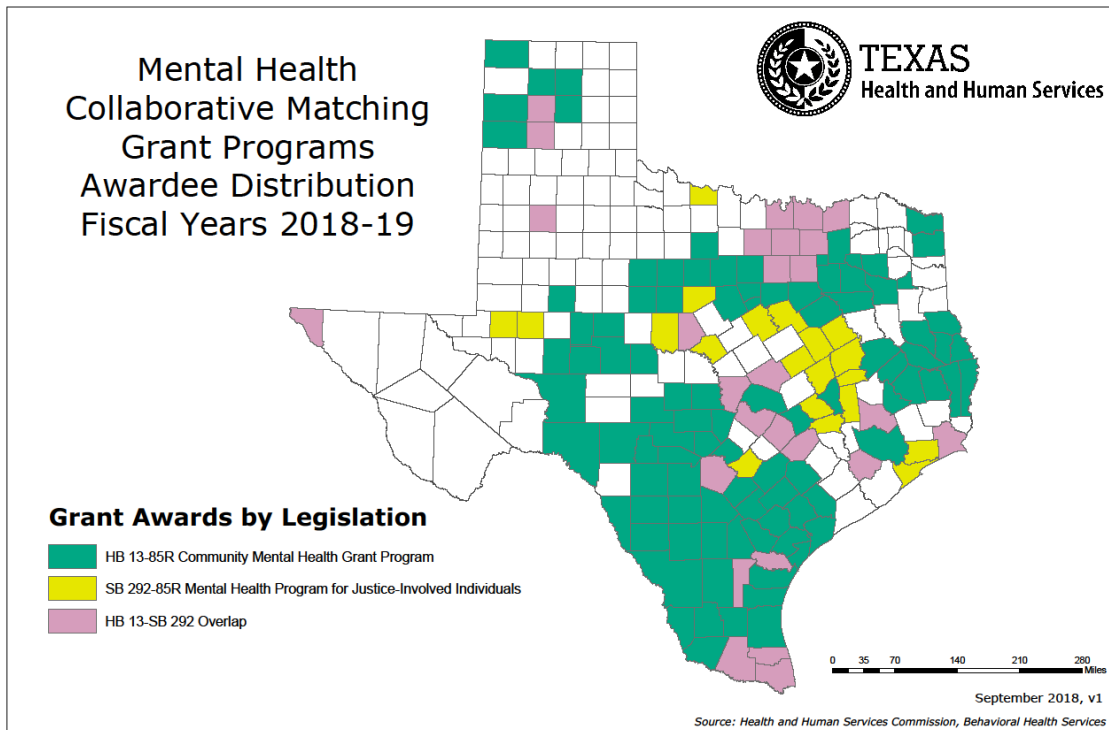 Mental Health
Collaborative Matching
Grant Programs
Awardee Distribution
Fiscal Years 2018-19
TEXAS
Health and Human Services
Grant Awards by Legislation
HB 13-85R Community Mental Health Grant Program
SB 292-85R Mental Health Program for Justice-Involved Individuals
HB 13-SB 292 Overlap
0 35 70 140 210 280
Miles
September 2018, v1
Source: Health and Human Services Commission, Behavioral Health Services